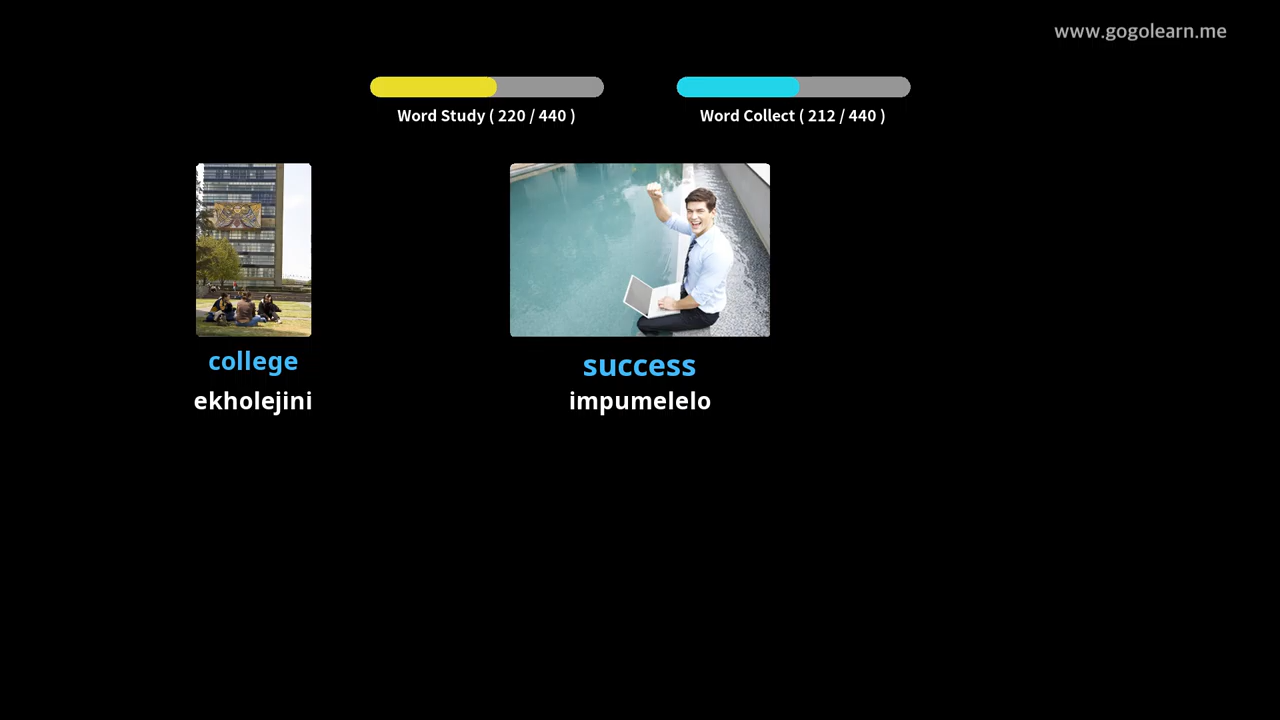 www.gogolearn.me
Word Study ( 220 / 440 )
Word Collect ( 212 / 440 )
college
ekholejini
success
impumelelo